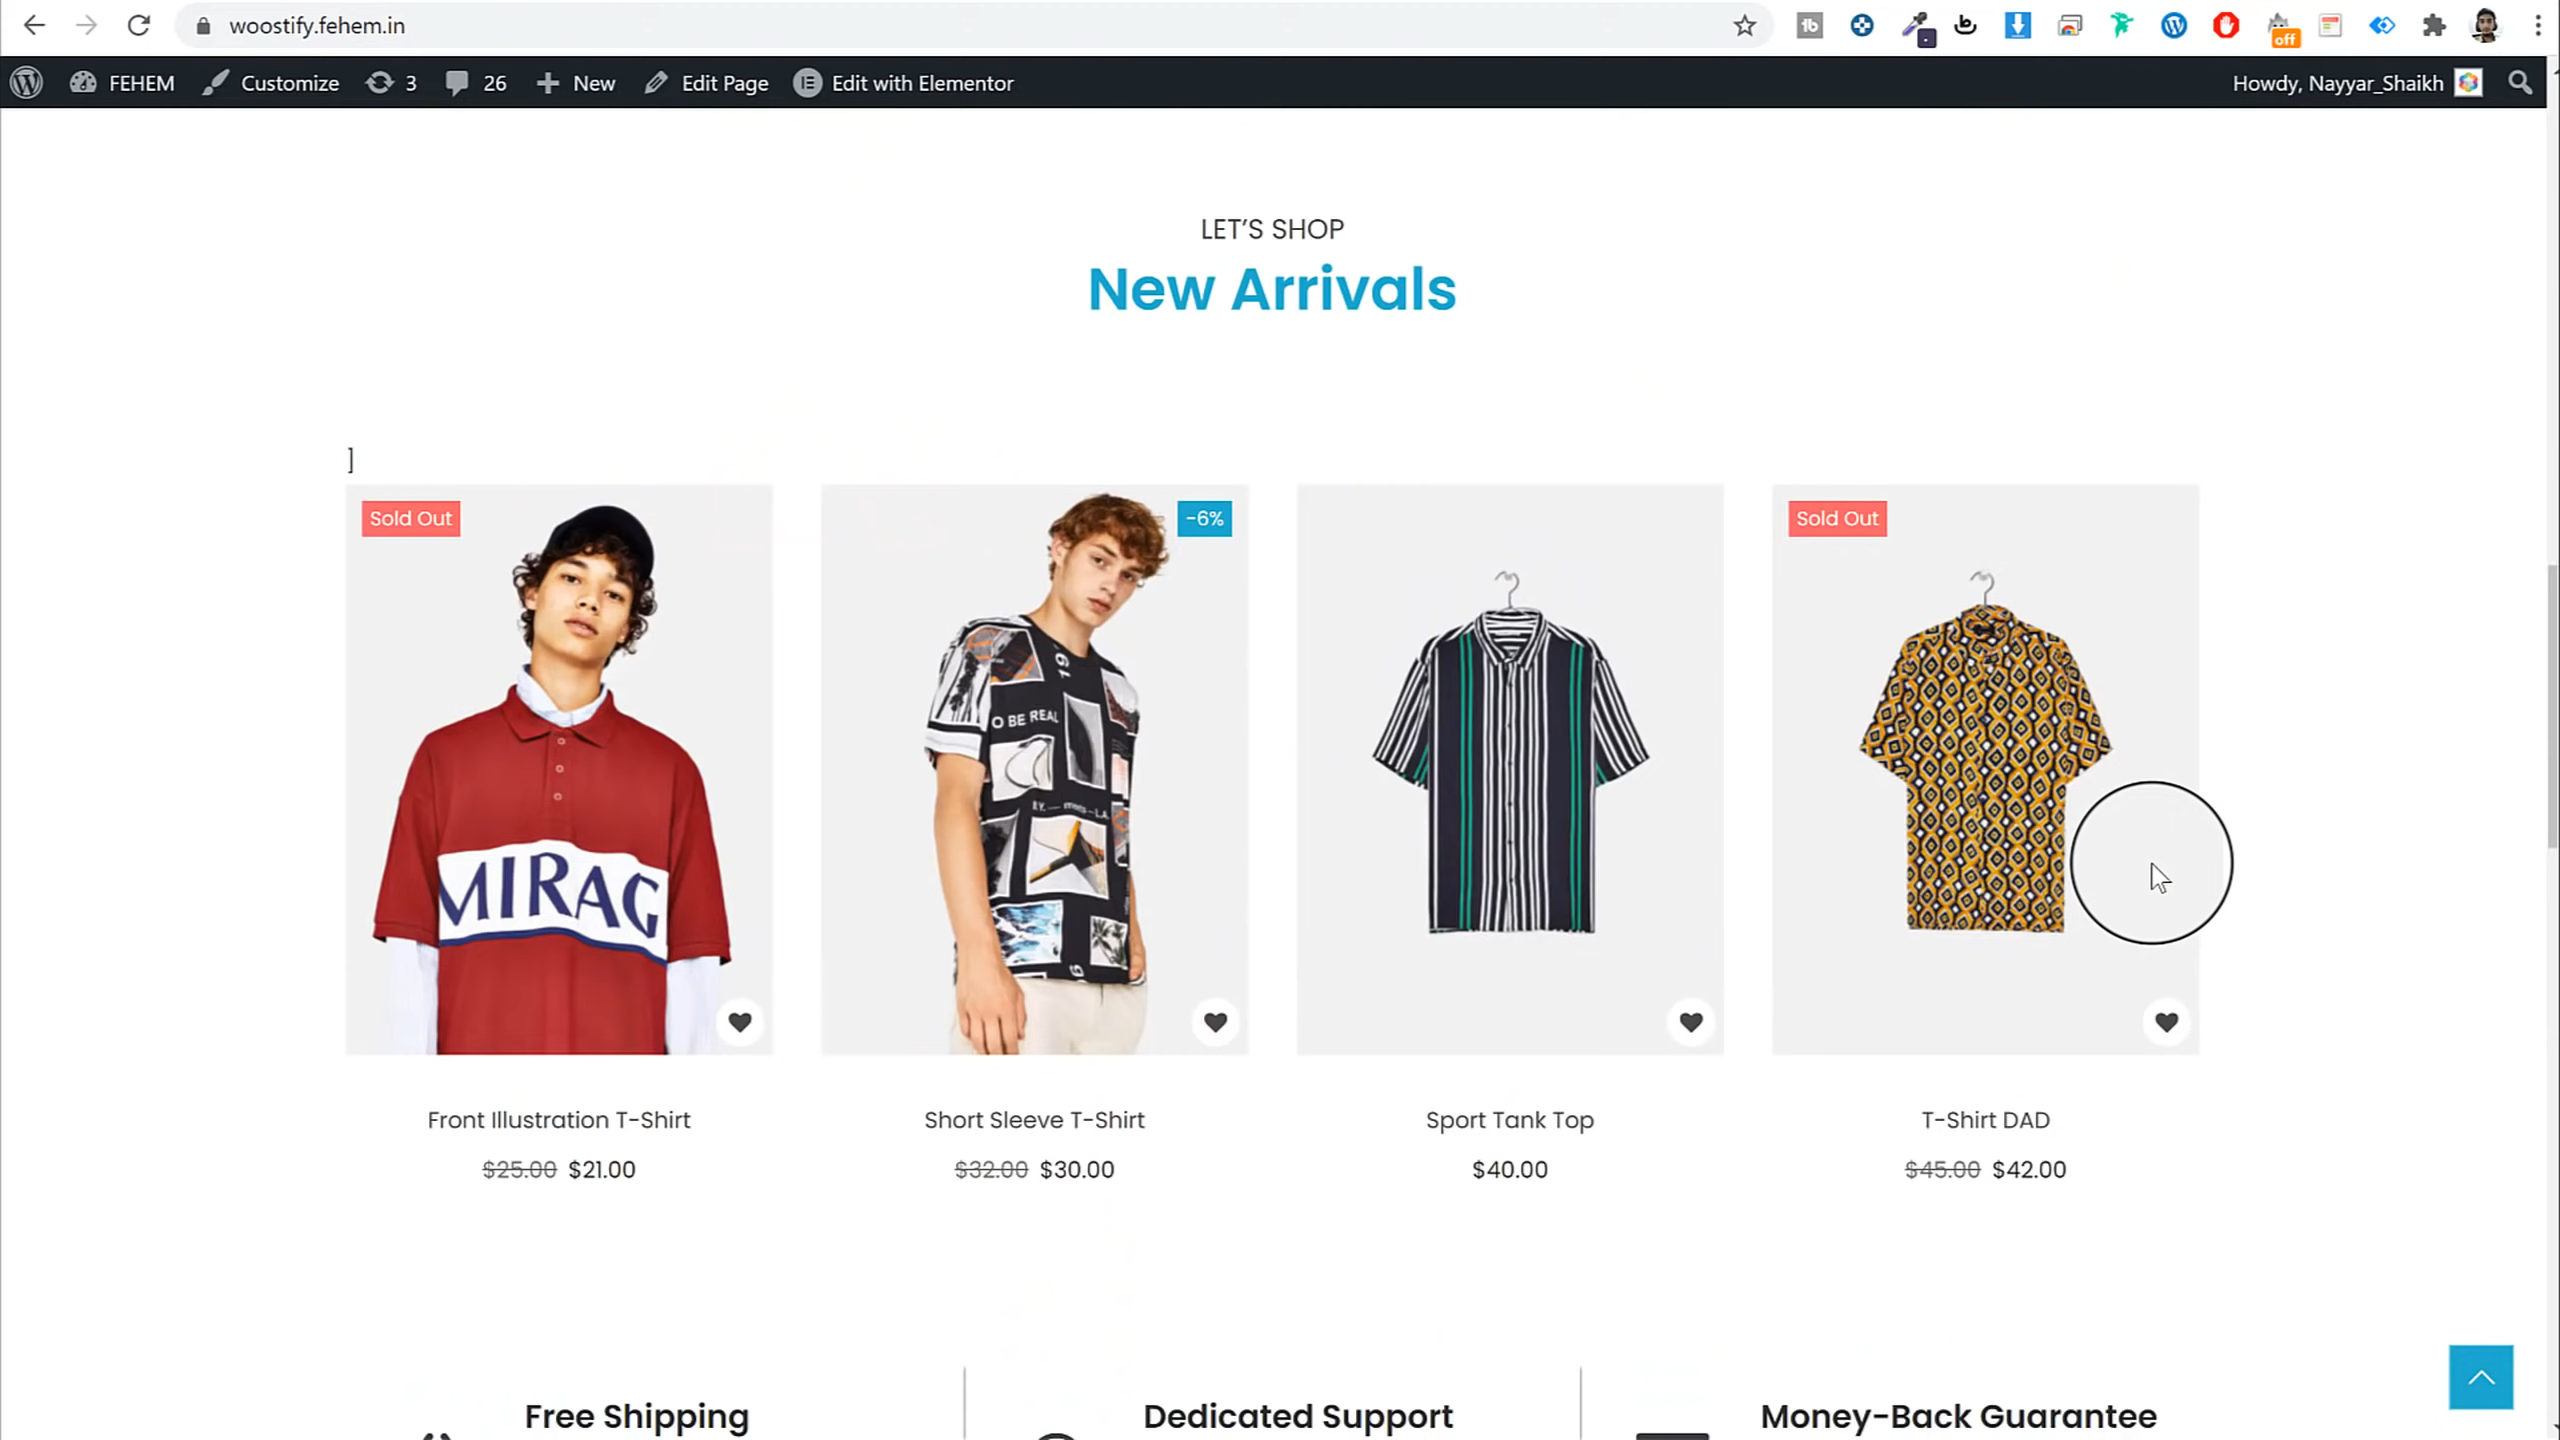 woostify.fehem.in
off
FEHEM Customize 3 26 New Edit Page Edit with Elementor Howdy, Nayyar_Shaikh
LET'S SHOP
New Arrivals
]
Sold Out
-6%
Sold Out
19
O BE REAL
MIRAG
Front Illustration T-Shirt
Short Sleeve T-Shirt
Sport Tank Top
T-Shirt DAD
$25.00 $21.00
$32.00 $30.00
$40.00
$45.00 $42.00
Free Shipping
Dedicated Support
Money-Back Guarantee